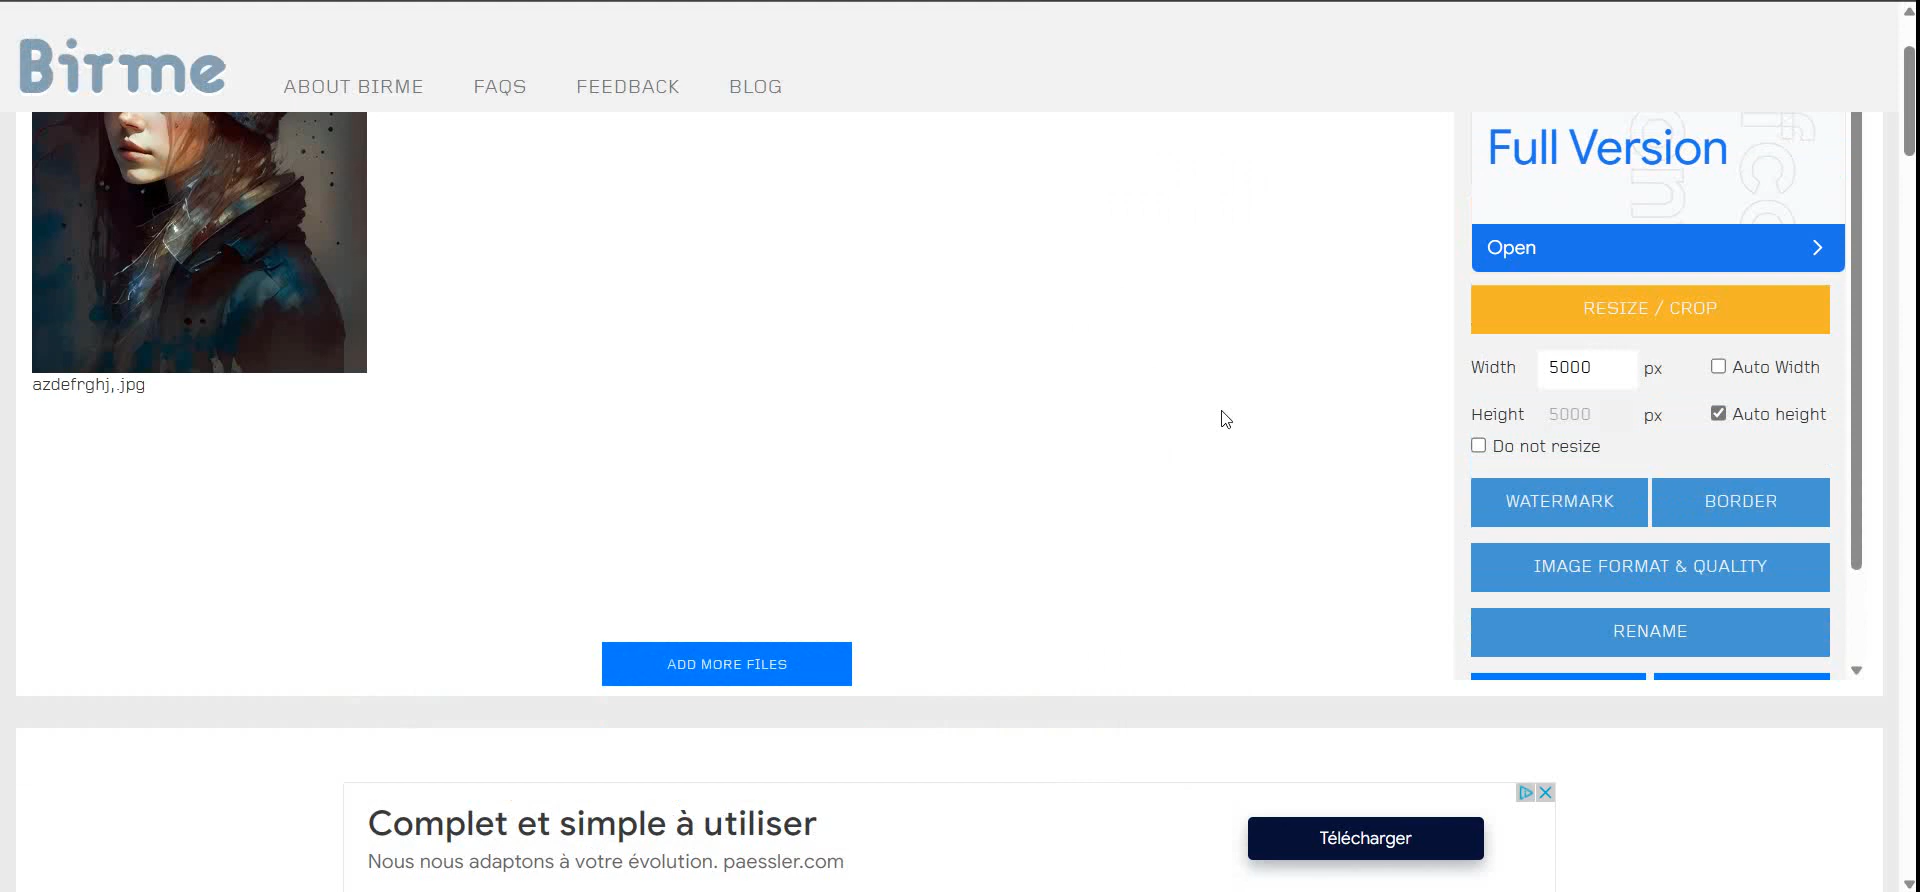 Birme
ABOUT BIRME
FAQS
FEEDBACK
BLOG
azdefrghj,.jpg
ADD MORE FILES
Full Version
Open
RESIZE / CROP
Width 5000 px Auto Width
Height 5000 px Auto height
Do not resize
WATERMARK
BORDER
IMAGE FORMAT & QUALITY
RENAME
Complet et simple à utiliser
Nous nous adaptons à votre évolution. paessler.com
Télécharger